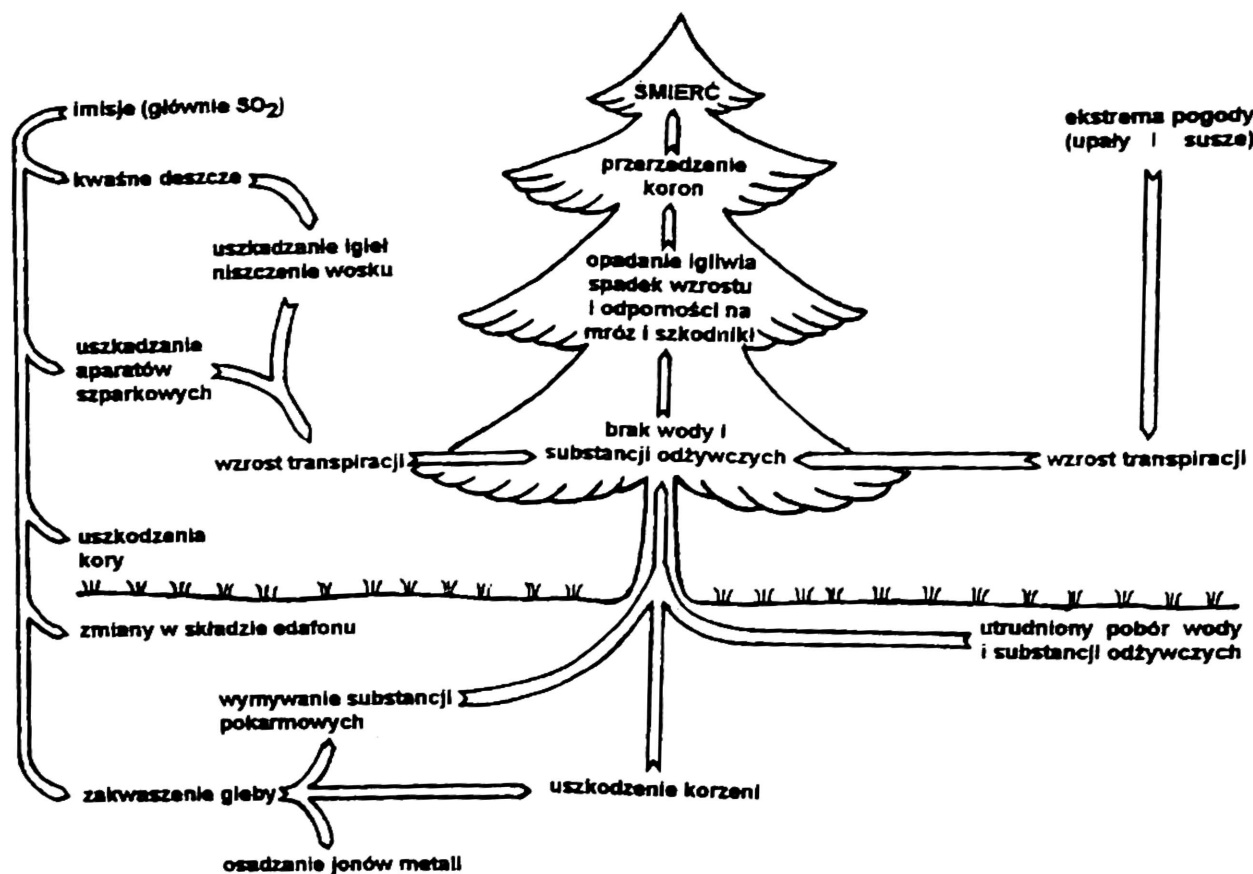 ŚMIERĆ
imisje (głównie SO2)
ekstrema pogody
(upały i susze)
przerzedzenie
koron
kwaśne deszcze
uszkadzanie igieł
niszczenie wosku
opadanie igliwia
spadek wzrostu
i odporności na
mróz i szkodniki
uszkadzanie
aparatów
szparkowych
brak wody i
substancji odżywczych
wzrost transpiracji
wzrost transpiracji
uszkodzenia
kory
zmiany w składzie edafonu
utrudniony pobór wody
i substancji odżywczych
wymywanie substancji
pokarmowych
zakwaszenie gleby
uszkodzenie korzeni
osadzanie jonów metali